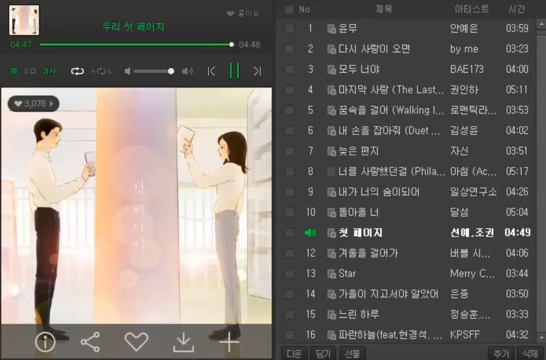 좋아요
우리 첫 페이지
04:47
04:48
EQ 가사
3,078
첫 페이지
No 제목 아티스트 시간
1 윤무 안예은 03:59
2 다시 사랑이 오면 by me 03:23
3 모두 너야 BAE173 04:00
4 마지막 사랑 (The Last... 권인하 05:11
5 꿈속을 걸어 (Walking I... 로맨틱라... 03:53
6 내 손을 잡아줘 (Duet ... 김성윤 04:02
7 늦은 편지 자신 03:51
8 너를 사랑했던걸 (Phila... 아침 (Ac... 05:17
9 내가 너의 숨이되어 일상연구소 04:26
10 돌아올 너 달섬 05:04
첫 페이지 선예,조권 04:49
12 겨울을 걸어가 버블 시... 04:06
13 Star Merry C... 03:44
14 가을이 지고서야 알았어 은종 03:50
15 느린 하루 정승훈,... 03:33
16 파란하늘(feat,현경석, ... KPSFF 04:32
다운 담기 선물 추가 삭제